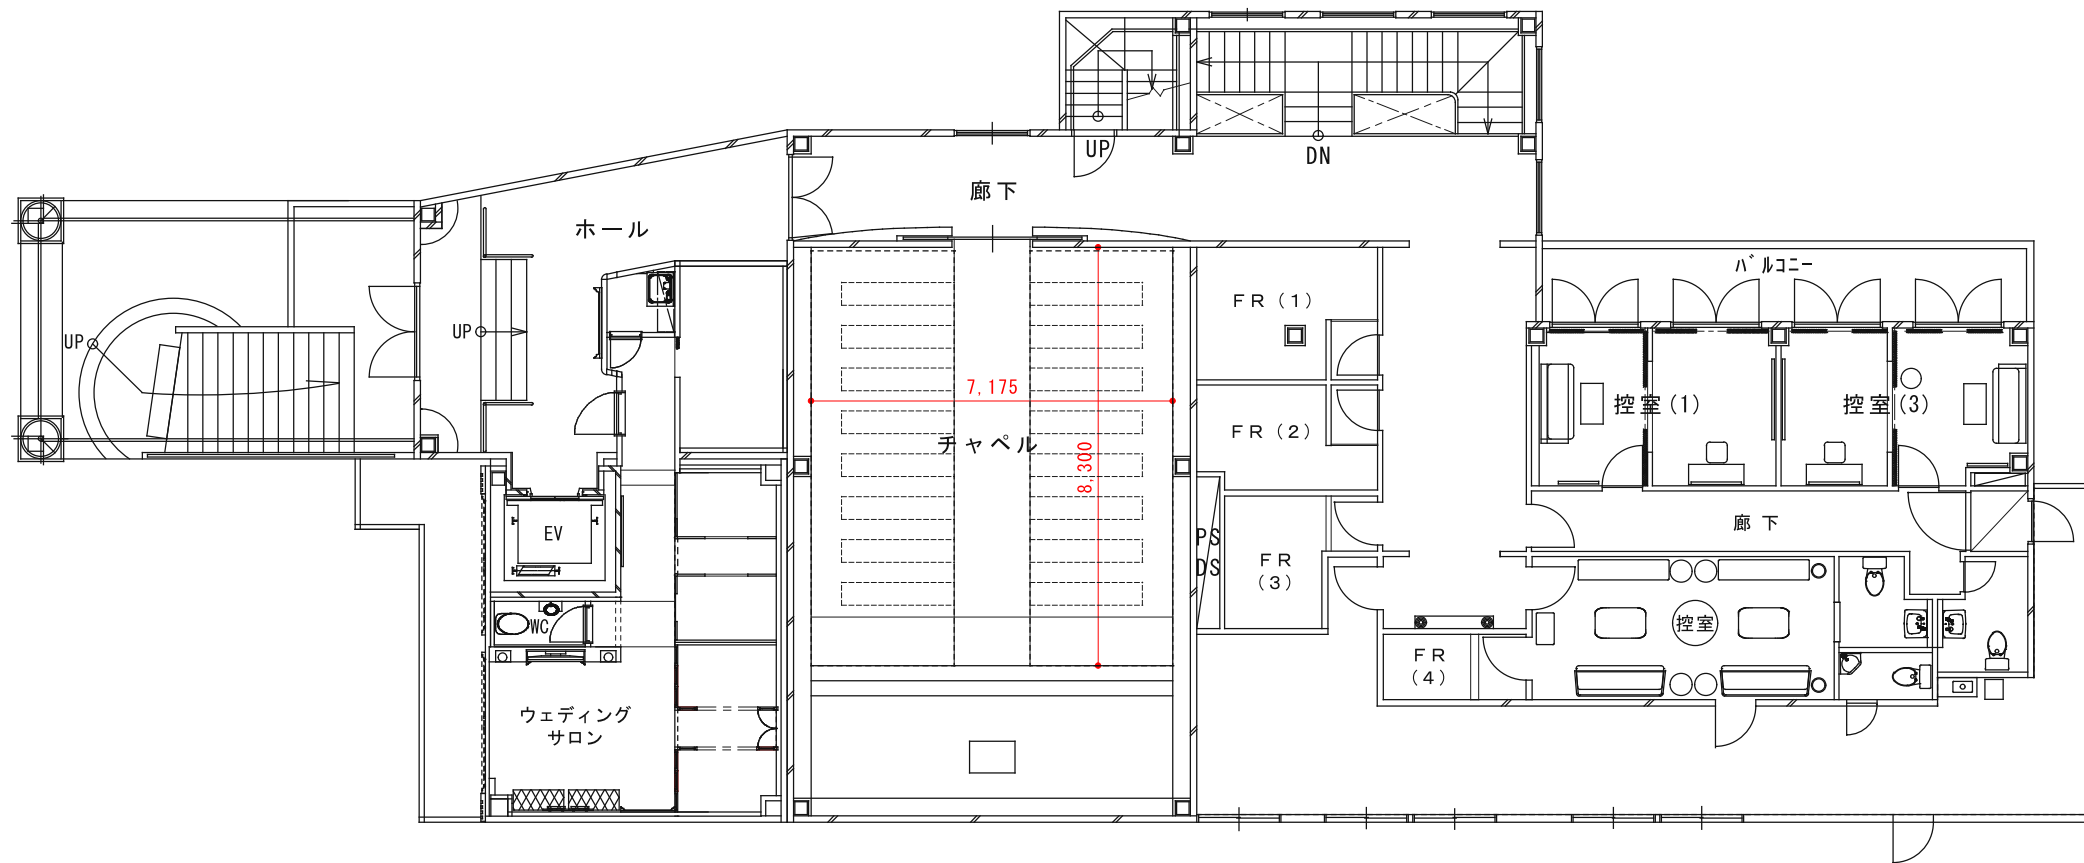 UP
DN
廊下
ホール
バルコニー
FR(1)
UP
UP
7,175
控室(1)
控室(3)
FR(2)
チャペル
8,300
EV
PS
DS
廊下
FR
(3)
WC
控室
FR
(4)
ウェディング
サロン